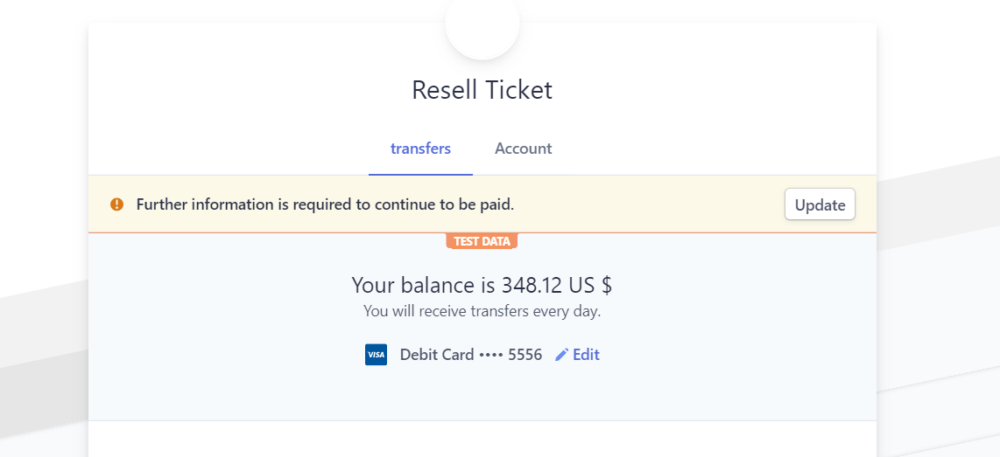 Resell Ticket
transfers Account
Further information is required to continue to be paid. Update
TEST DATA
Your balance is 348.12 US $
You will receive transfers every day.
VISA Debit Card •••• 5556 Edit